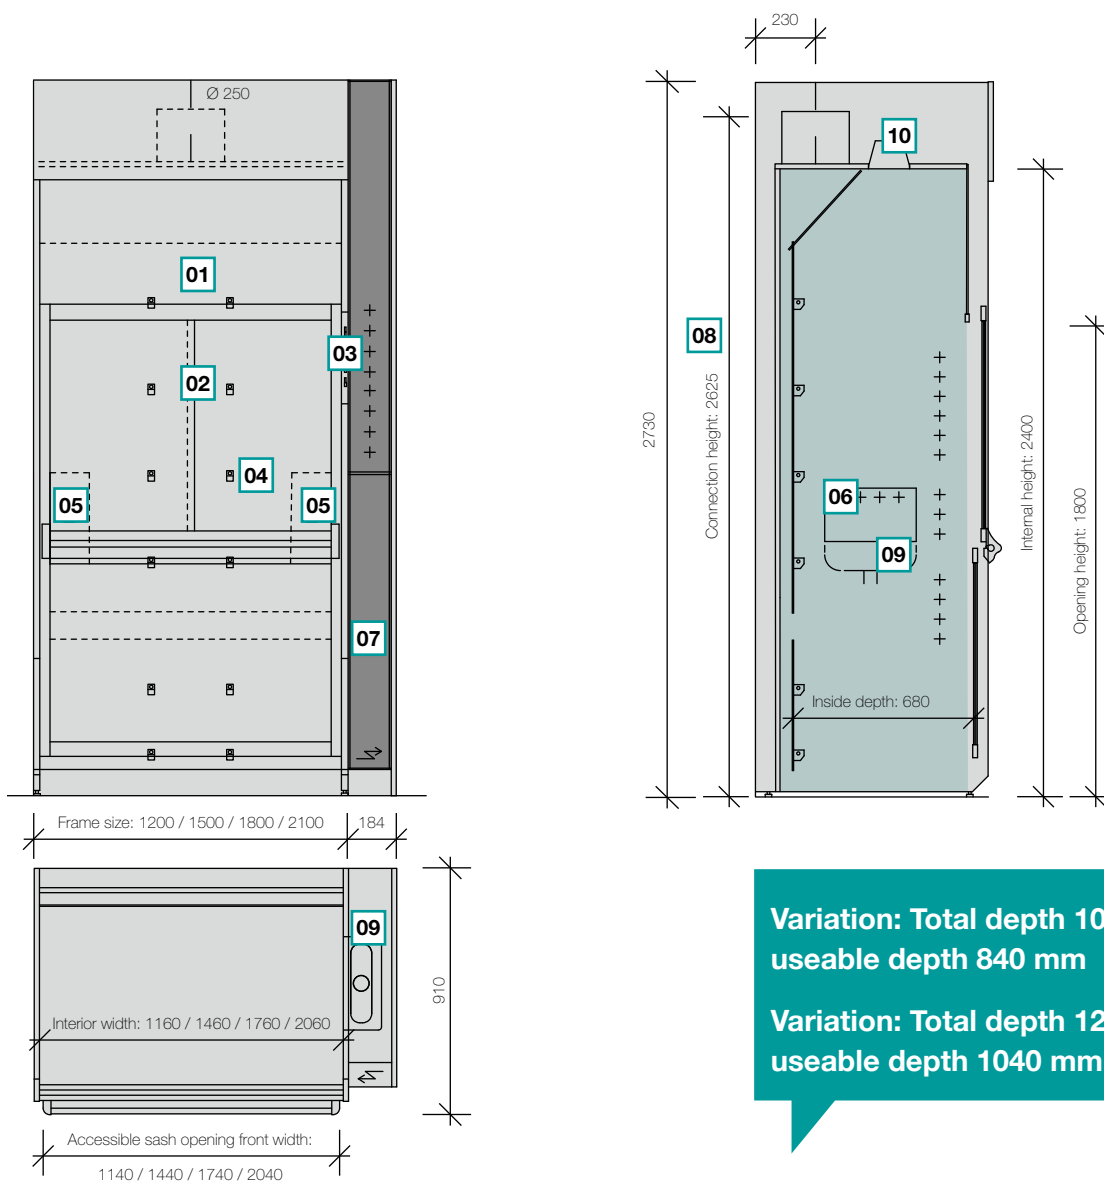 230
Ø 250
10
01
03
08
02
2730
Connection height: 2625
Internal height: 2400
04
05
05
06
09
Opening height: 1800
07
Inside depth: 680
Frame size: 1200 / 1500 / 1800 / 2100
184
09
910
Interior width: 1160 / 1460 / 1760 / 2060
Accessible sash opening front width:
1140 / 1440 / 1740 / 2040
Variation: Total depth 10
useable depth 840 mm
Variation: Total depth 12
useable depth 1040 mm